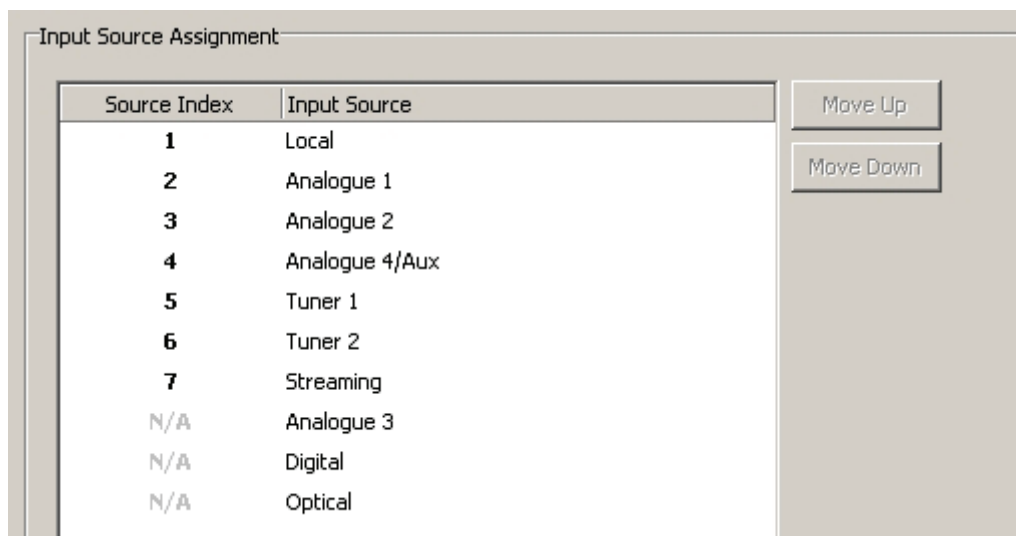 Input Source Assignment
Source Index Input Source
Move Up
1 Local
Move Down
2 Analogue 1
3 Analogue 2
4 Analogue 4/Aux
5 Tuner 1
6 Tuner 2
7 Streaming
N/A Analogue 3
N/A Digital
N/A Optical